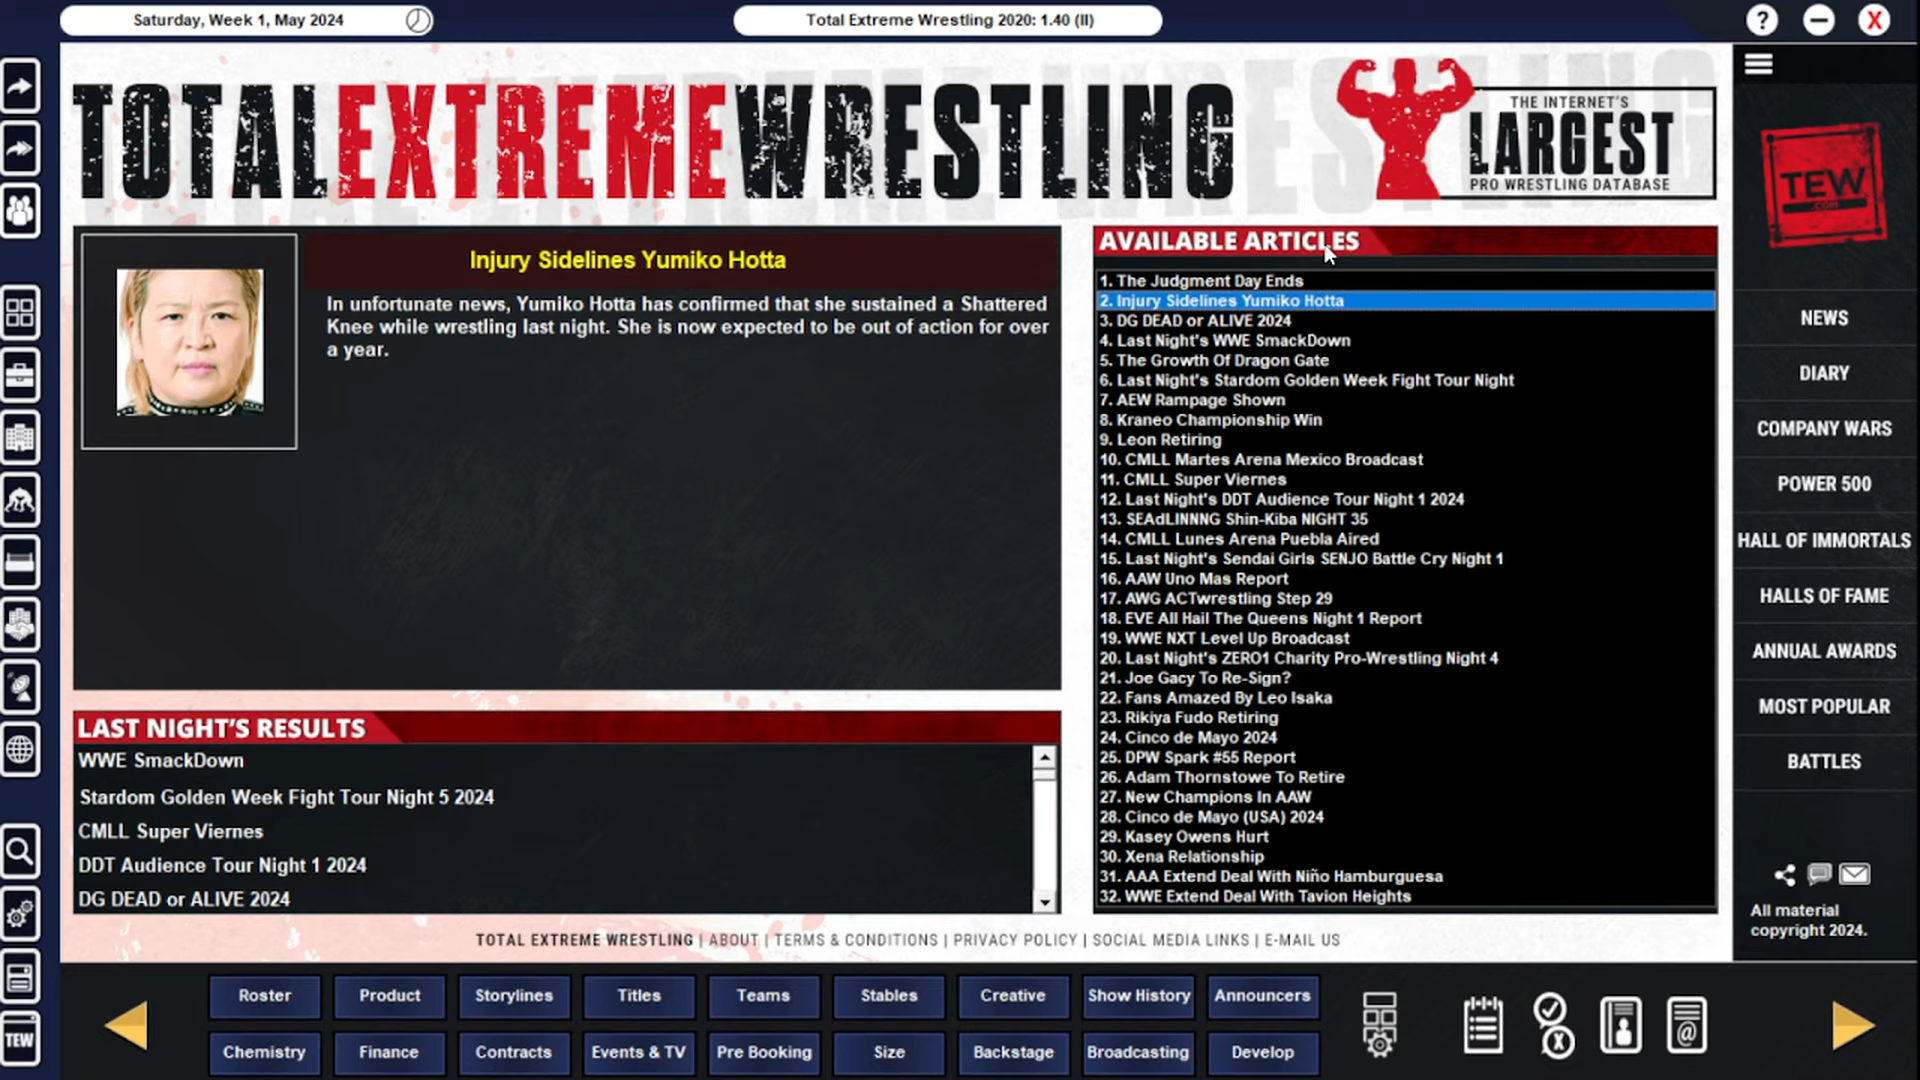 Saturday, Week 1, May 2024
Total Extreme Wrestling 2020: 1.40 (II)
?
X
TOTALEXTREMEWRESTLING
THE INTERNET'S
LARGEST
PRO WRESTLING DATABASE
TEW
.COM
Injury Sidelines Yumiko Hotta
In unfortunate news, Yumiko Hotta has confirmed that she sustained a Shattered
Knee while wrestling last night. She is now expected to be out of action for over
a year.
AVAILABLE ARTICLES
1. The Judgment Day Ends
2. Injury Sidelines Yumiko Hotta
3. DG DEAD or ALIVE 2024
4. Last Night's WWE SmackDown
5. The Growth Of Dragon Gate
6. Last Night's Stardom Golden Week Fight Tour Night
7. AEW Rampage Shown
8. Kraneo Championship Win
9. Leon Retiring
10. CMLL Martes Arena Mexico Broadcast
11. CMLL Super Viernes
12. Last Night's DDT Audience Tour Night 1 2024
13. SEAdLINNNG Shin-Kiba NIGHT 35
14. CMLL Lunes Arena Puebla Aired
15. Last Night's Sendai Girls SENJO Battle Cry Night 1
16. AAW Uno Mas Report
17. AWG ACTwrestling Step 29
18. EVE All Hail The Queens Night 1 Report
19. WWE NXT Level Up Broadcast
20. Last Night's ZERO1 Charity Pro-Wrestling Night 4
21. Joe Gacy To Re-Sign?
22. Fans Amazed By Leo Isaka
23. Rikiya Fudo Retiring
24. Cinco de Mayo 2024
25. DPW Spark #55 Report
26. Adam Thornstowe To Retire
27. New Champions In AAW
28. Cinco de Mayo (USA) 2024
29. Kasey Owens Hurt
30. Xena Relationship
31. AAA Extend Deal With Niño Hamburguesa
32. WWE Extend Deal With Tavion Heights
NEWS
DIARY
COMPANY WARS
POWER 500
HALL OF IMMORTALS
HALLS OF FAME
ANNUAL AWARDS
MOST POPULAR
BATTLES
All material
copyright 2024.
LAST NIGHT'S RESULTS
WWE SmackDown
Stardom Golden Week Fight Tour Night 5 2024
CMLL Super Viernes
DDT Audience Tour Night 1 2024
DG DEAD or ALIVE 2024
TOTAL EXTREME WRESTLING | ABOUT | TERMS & CONDITIONS | PRIVACY POLICY | SOCIAL MEDIA LINKS | E-MAIL US
TEW
Roster Product Storylines Titles Teams Stables Creative Show History Announcers
Chemistry Finance Contracts Events & TV Pre Booking Size Backstage Broadcasting Develop